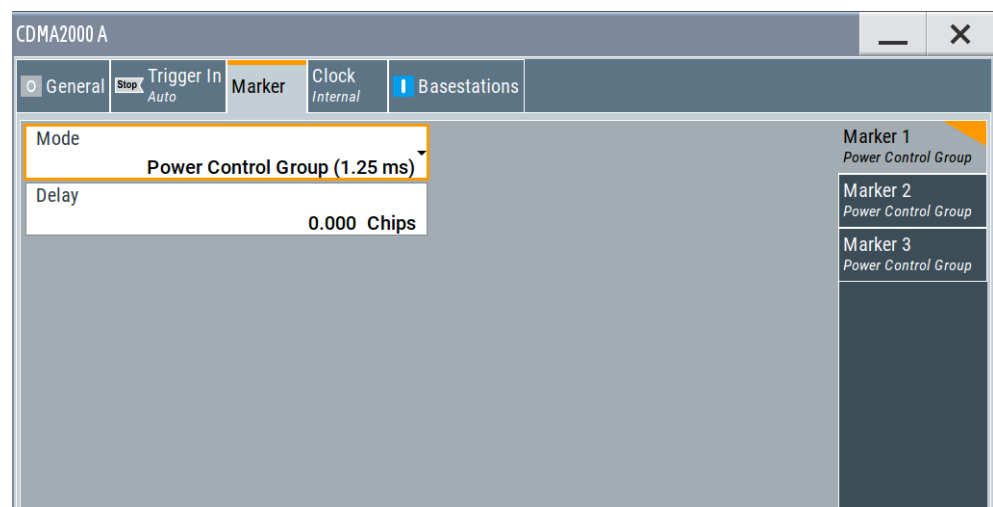 CDMA2000 A
General
Stop
Trigger In
Auto
Marker
Clock
Internal
Basestations
Mode
Power Control Group (1.25 ms)
Delay
0.000 Chips
Marker 1
Power Control Group
Marker 2
Power Control Group
Marker 3
Power Control Group